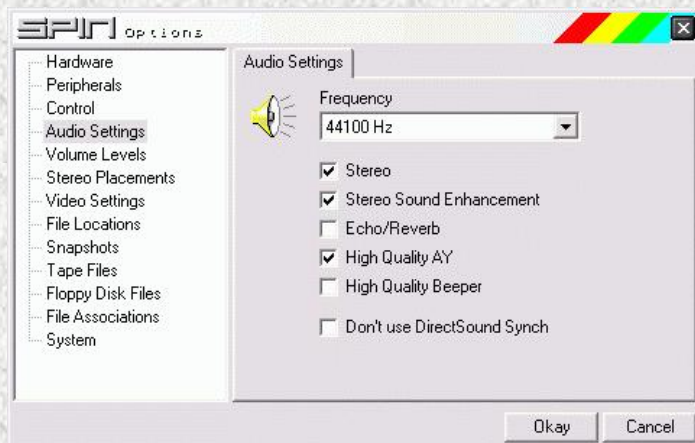 SPIN Options
Hardware
Peripherals
Control
Audio Settings
Volume Levels
Stereo Placements
Video Settings
File Locations
Snapshots
Tape Files
Floppy Disk Files
File Associations
System
Audio Settings
Frequency
44100 Hz
Stereo
Stereo Sound Enhancement
Echo/Reverb
High Quality AY
High Quality Beeper
Don't use DirectSound Synch
Okay
Cancel